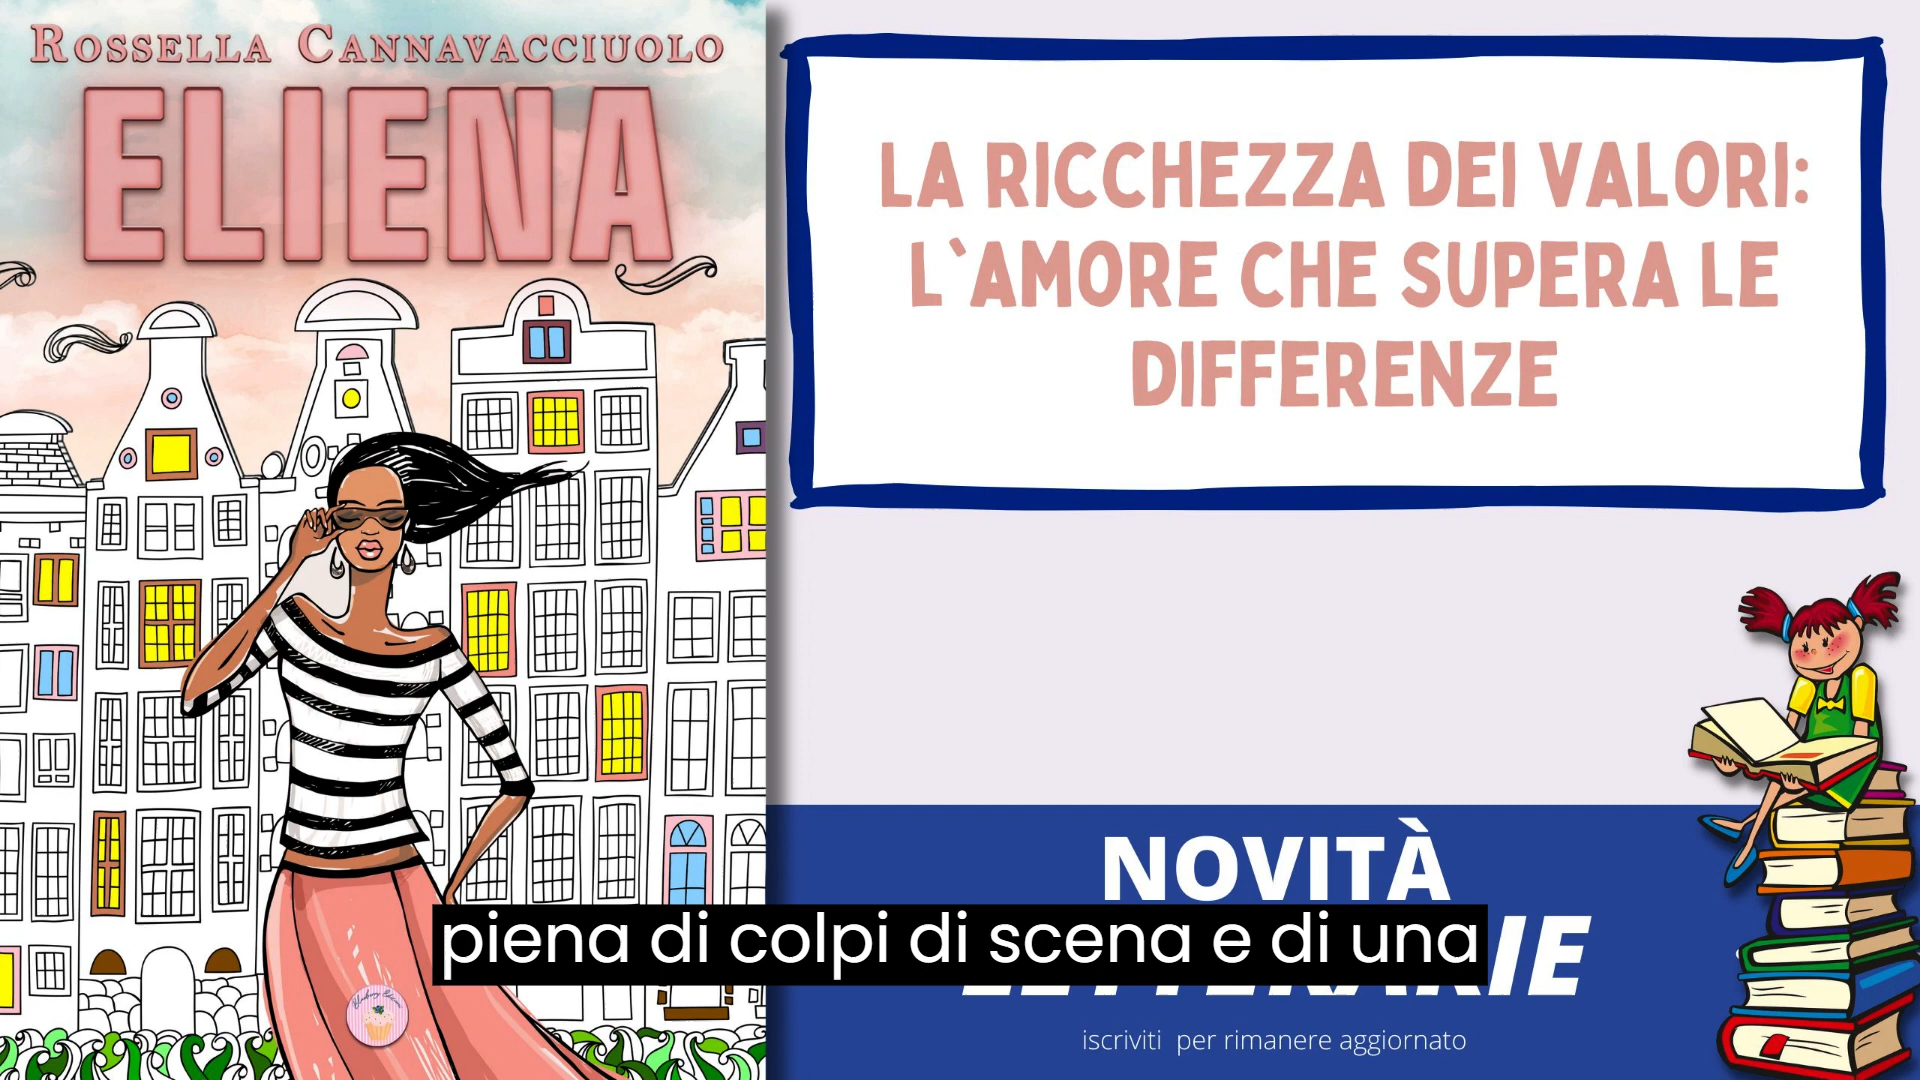 ROSSELLA CANNAVACCIUOLO
ELIENA
LA RICCHEZZA DEI VALORI:
L`AMORE CHE SUPERA LE
DIFFERENZE
NOVITÀ
piena di colpi di scena e di una
iscriviti per rimanere aggiornato